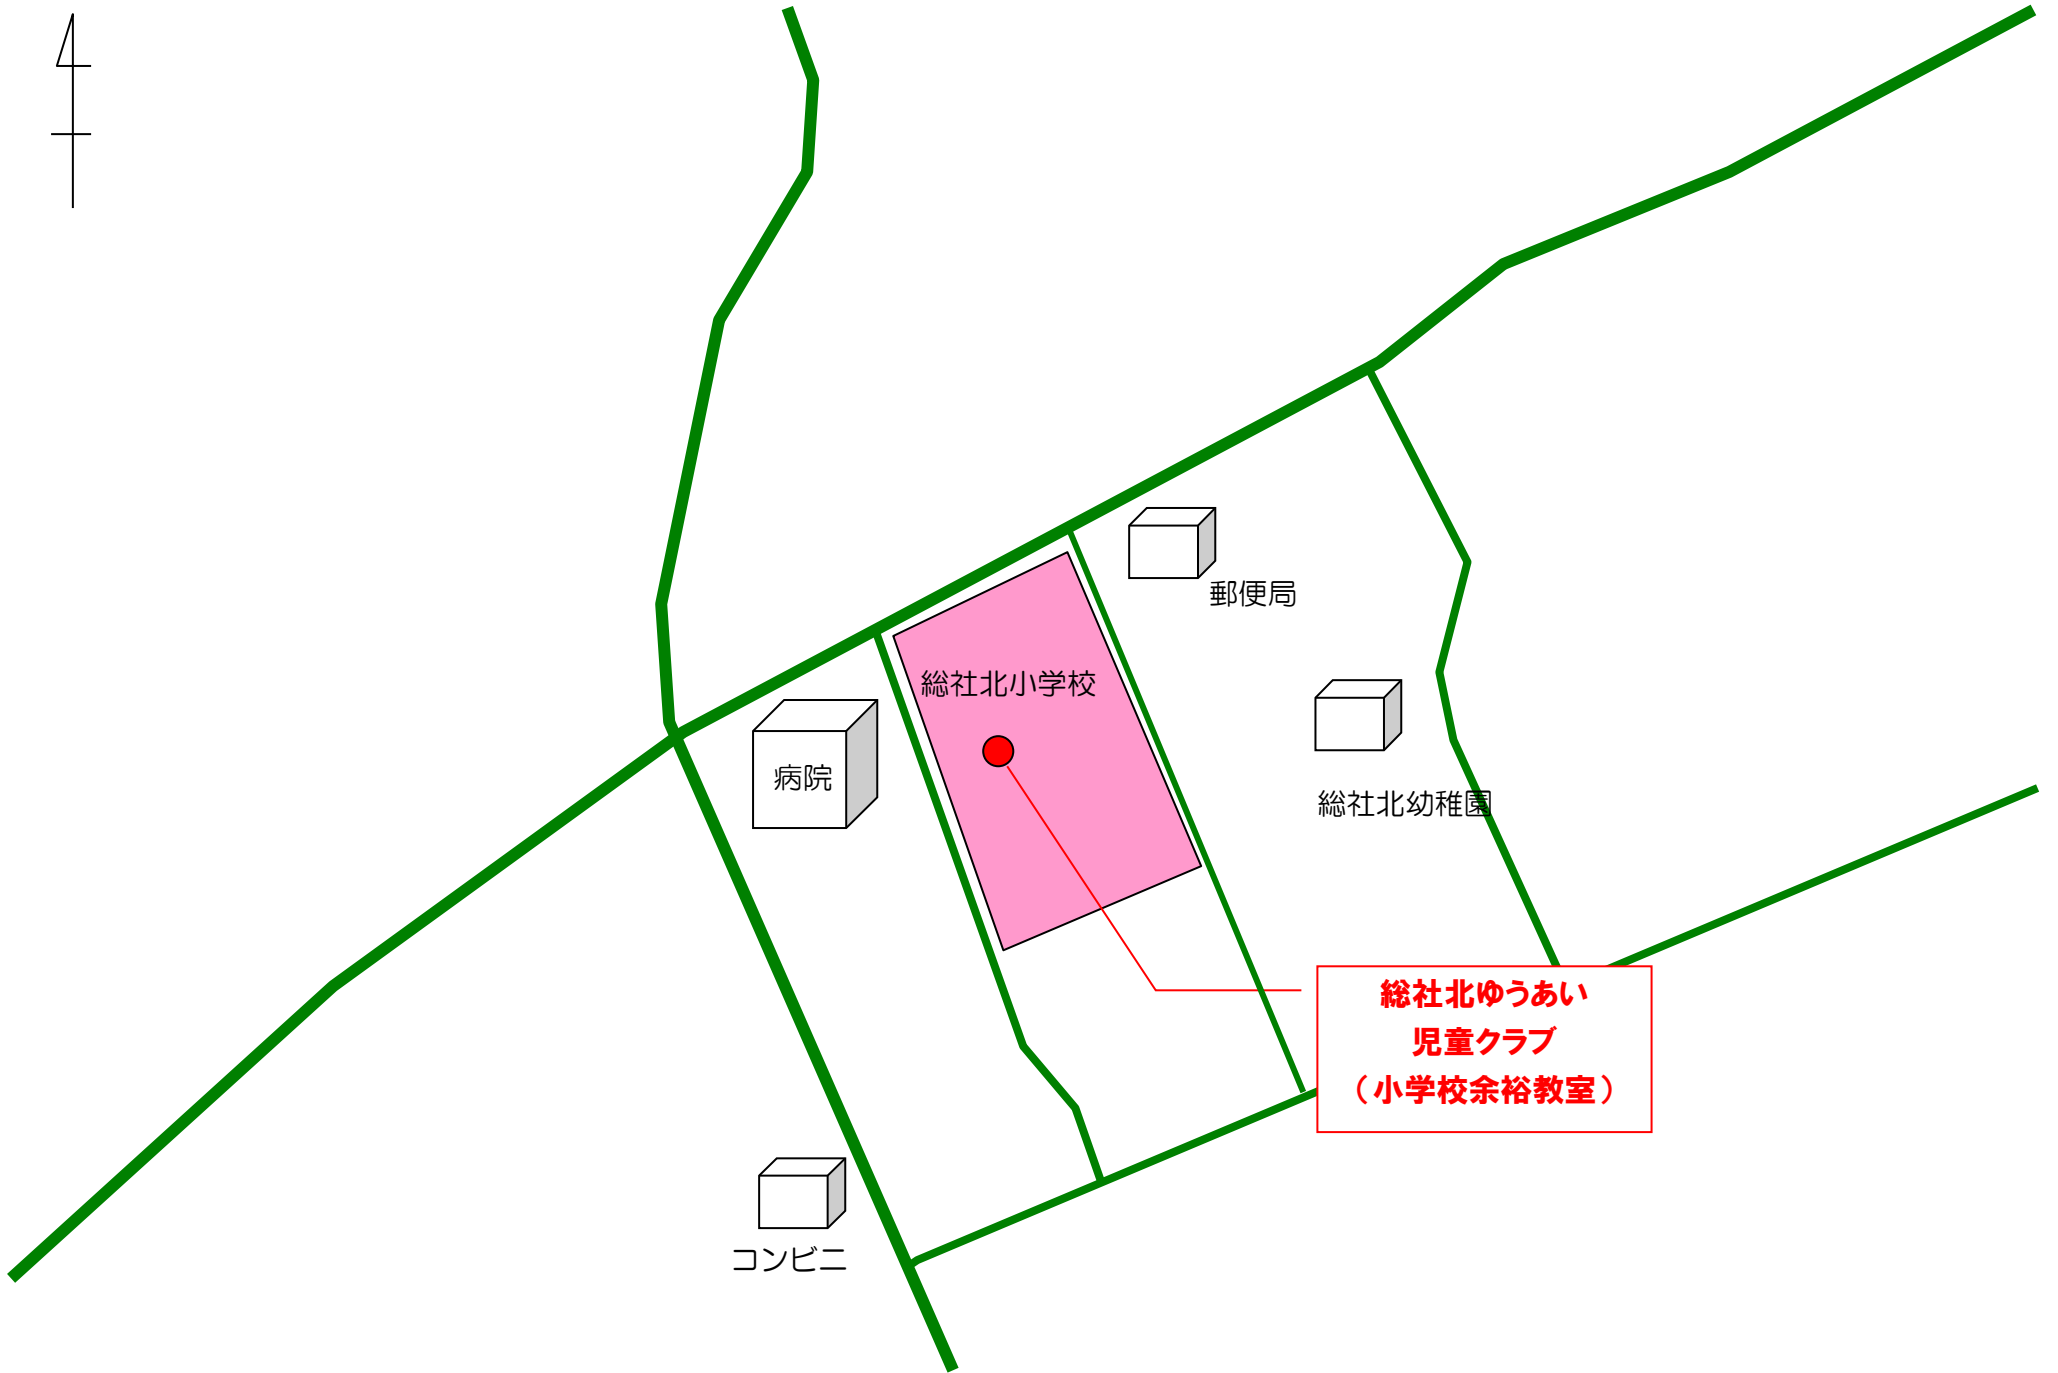 郵便局
総社北小学校
病院
総社北幼稚園
総社北ゆうあい
児童クラブ
（小学校余裕教室）
コンビニ